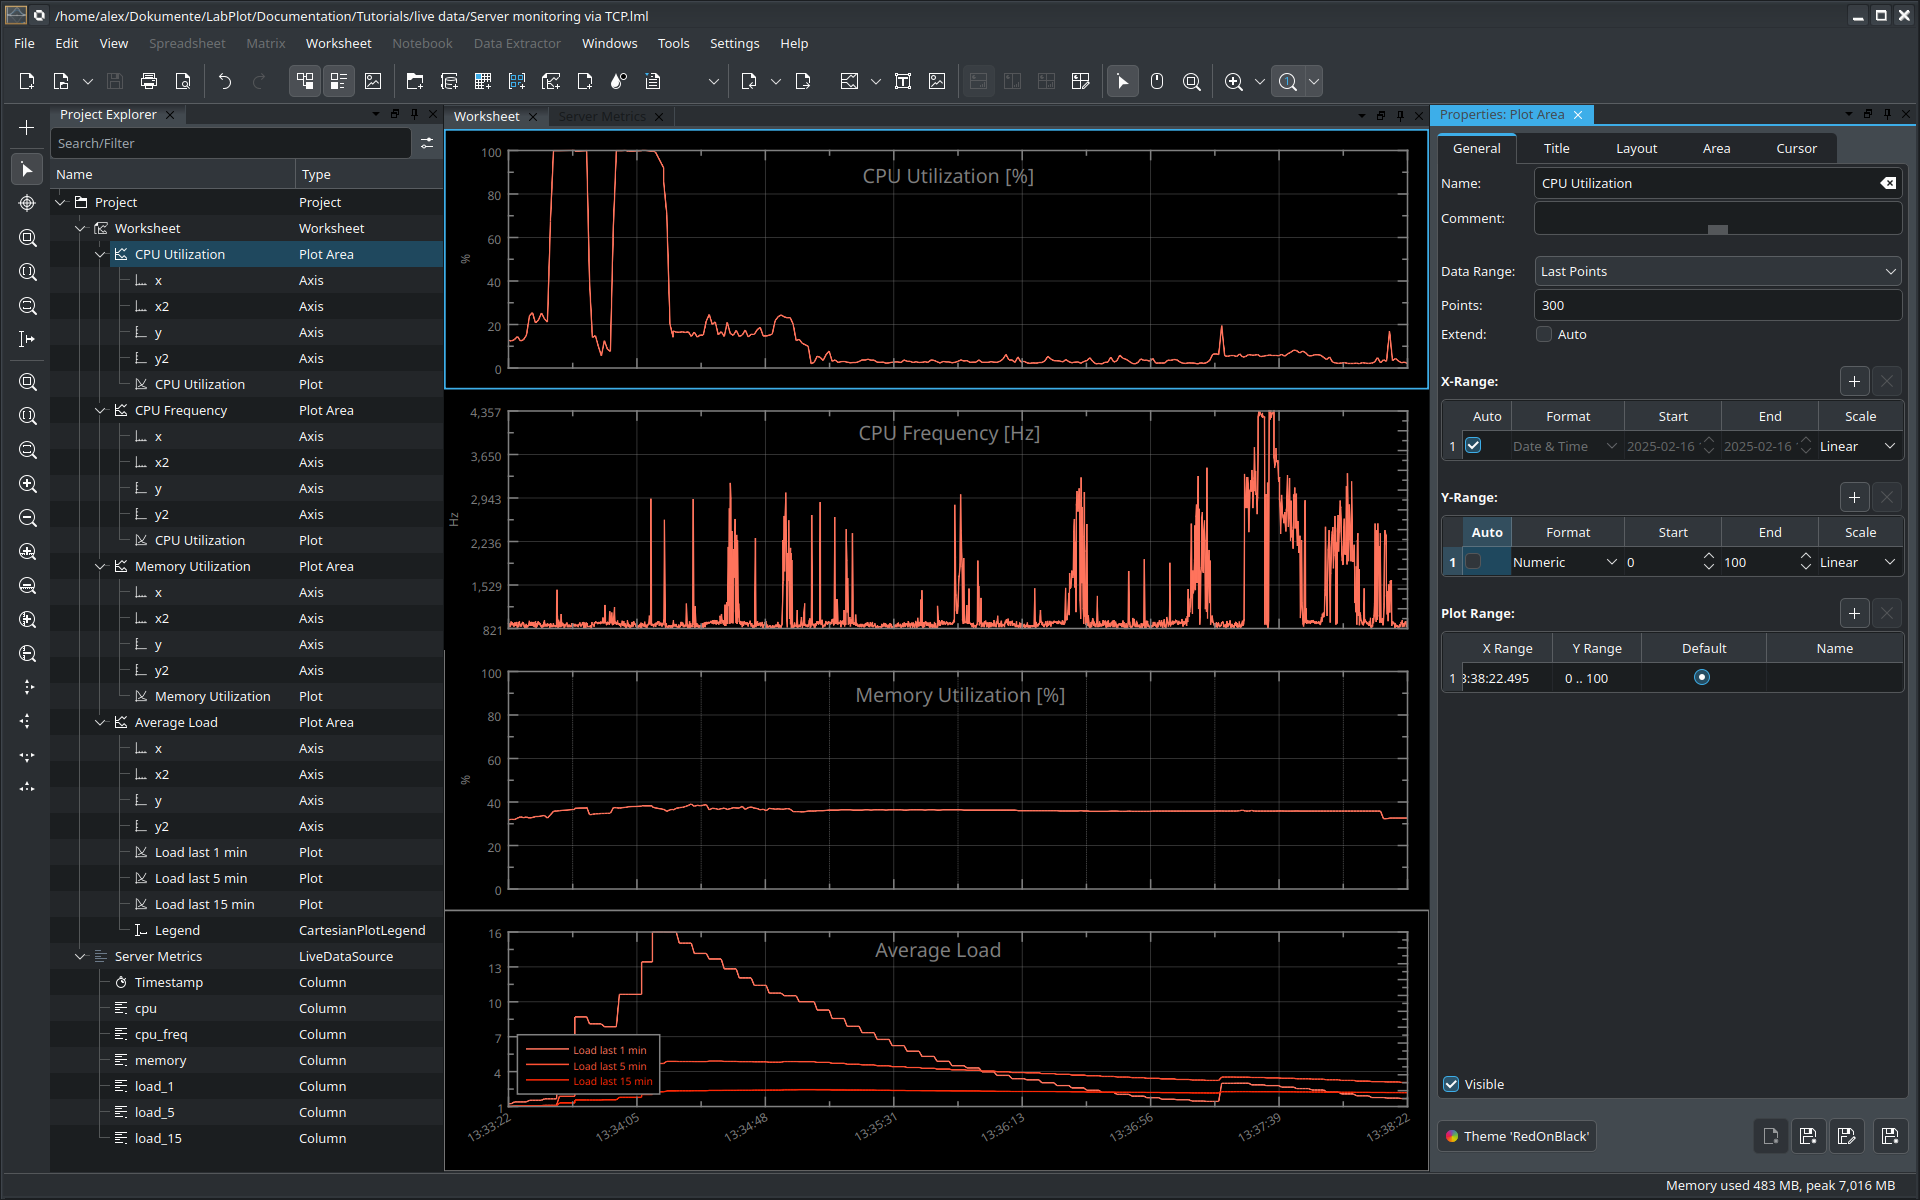 /home/alex/Dokumente/LabPlot/Documentation/Tutorials/live data/Server monitoring via TCP.lml
File Edit View Spreadsheet Matrix Worksheet Notebook Data Extractor Windows Tools Settings Help
Project Explorer
Search/Filter
Name Type
Project Project
Worksheet Worksheet
CPU Utilization Plot Area
x Axis
x2 Axis
y Axis
y2 Axis
CPU Utilization Plot
CPU Frequency Plot Area
x Axis
x2 Axis
y Axis
y2 Axis
CPU Utilization Plot
Memory Utilization Plot Area
x Axis
x2 Axis
y Axis
y2 Axis
Memory Utilization Plot
Average Load Plot Area
x Axis
x2 Axis
y Axis
y2 Axis
Load last 1 min Plot
Load last 5 min Plot
Load last 15 min Plot
Legend CartesianPlotLegend
Server Metrics LiveDataSource
Timestamp Column
cpu Column
cpu_freq Column
memory Column
load_1 Column
load_5 Column
load_15 Column
Worksheet Server Metrics
CPU Utilization [%]
100
80
60
%
40
20
0
CPU Frequency [Hz]
4,357
3,650
2,943
Hz
2,236
1,529
821
Memory Utilization [%]
100
80
60
%
40
20
0
Average Load
16
13
10
7
4
1
Load last 1 min
Load last 5 min
Load last 15 min
13:33:22 13:34:05 13:34:48 13:35:31 13:36:13 13:36:56 13:37:39 13:38:22
Properties: Plot Area
General Title Layout Area Cursor
Name: CPU Utilization
Comment:
Data Range: Last Points
Points: 300
Extend: Auto
X-Range:
Auto Format Start End Scale
1 Date & Time 2025-02-16 2025-02-16 Linear
Y-Range:
Auto Format Start End Scale
1 Numeric 0 100 Linear
Plot Range:
X Range Y Range Default Name
1 3:38:22.495 0 .. 100
Visible
Theme 'RedOnBlack'
Memory used 483 MB, peak 7,016 MB